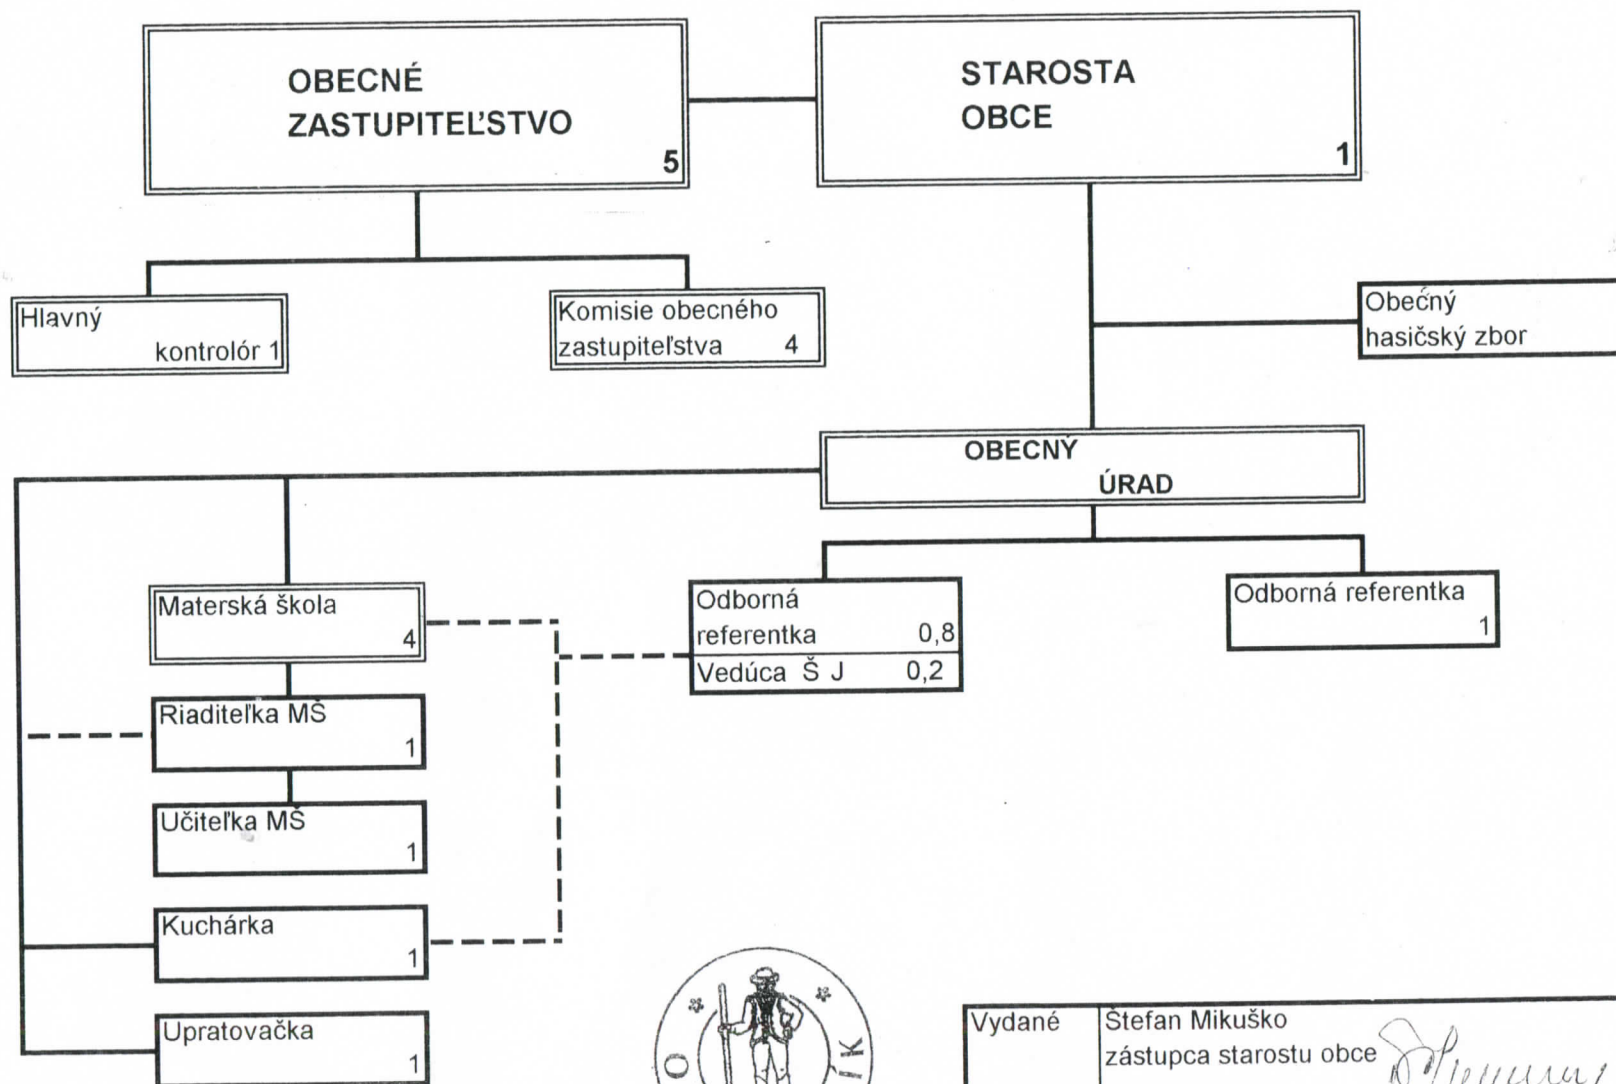 OBECNÉ
ZASTUPITEĽSTVO
5
STAROSTA
OBCE
1
Hlavný
kontrolór 1
Komisie obecného
zastupiteľstva 4
Obecný
hasičský zbor
OBECNÝ
ÚRAD
Materská škola
4
Odborná
referentka 0,8
Vedúca Š J 0,2
Odborná referentka
1
Riaditeľka MŠ
1
Učiteľka MŠ
1
Kuchárka
1
Upratovačka
1
Vydané
Štefan Mikuško
zástupca starostu obce